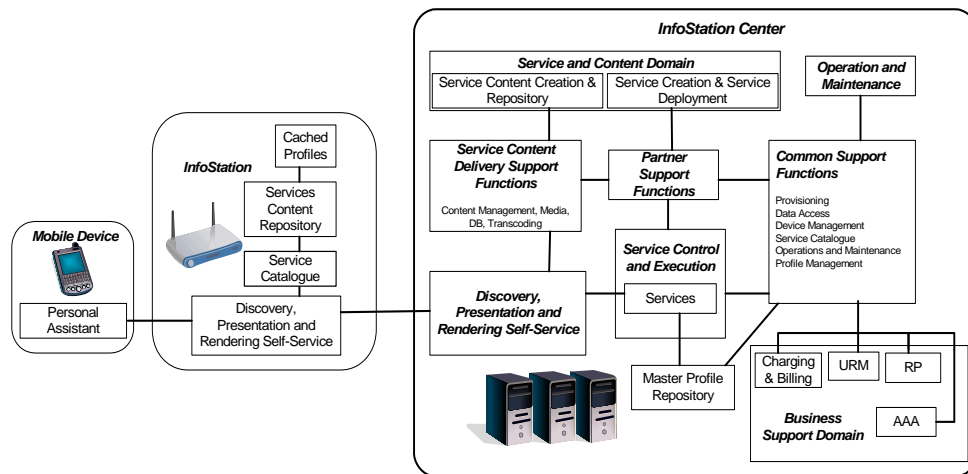 InfoStation Center
Service and Content Domain
Service Content Creation &
Repository
Service Creation & Service
Deployment
Operation and
Maintenance
Cached
Profiles
InfoStation
Services
Content
Repository
Service
Catalogue
Discovery,
Presentation and
Rendering Self-Service
Mobile Device
Personal
Assistant
Service Content
Delivery Support
Functions
Content Management, Media,
DB, Transcoding
Partner
Support
Functions
Common Support
Functions
Provisioning
Data Access
Device Management
Service Catalogue
Operations and Maintenance
Profile Management
Service Control
and Execution
Services
Discovery,
Presentation and
Rendering Self-Service
Master Profile
Repository
Charging
& Billing
URM
RP
AAA
Business
Support Domain